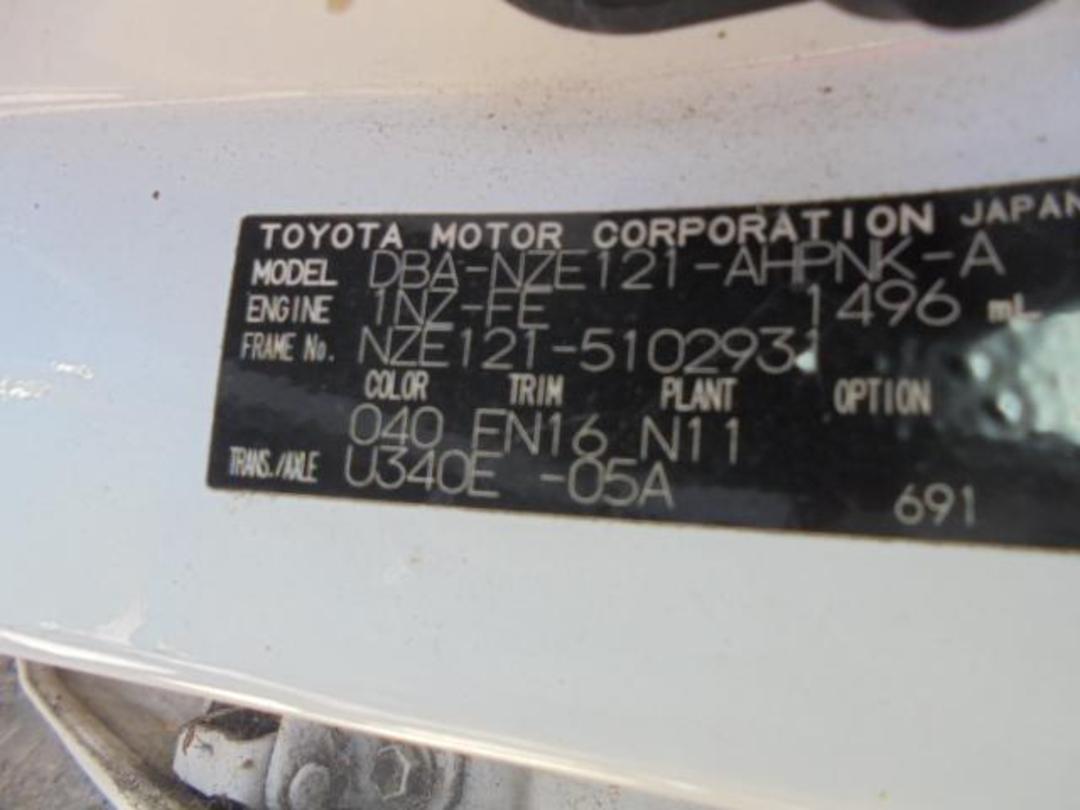 TOYOTA MOTOR CORPORATION JAPAN
MODEL DBA-NZE121-AHPNK-A
ENGINE 1NZ-FE 1496 mL
FRAME No. NZE121-5102931
COLOR TRIM PLANT OPTION
040 EN16 N11
TRANS./AXLE U340E -05A 691